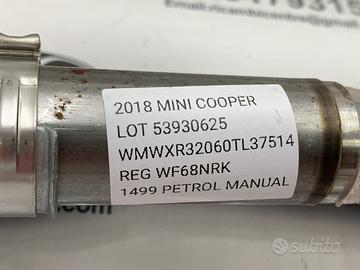 2018 MINI COOPER
LOT 53930625
WMWXR32060TL37514
REG WF68NRK
1499 PETROL MANUAL
subito